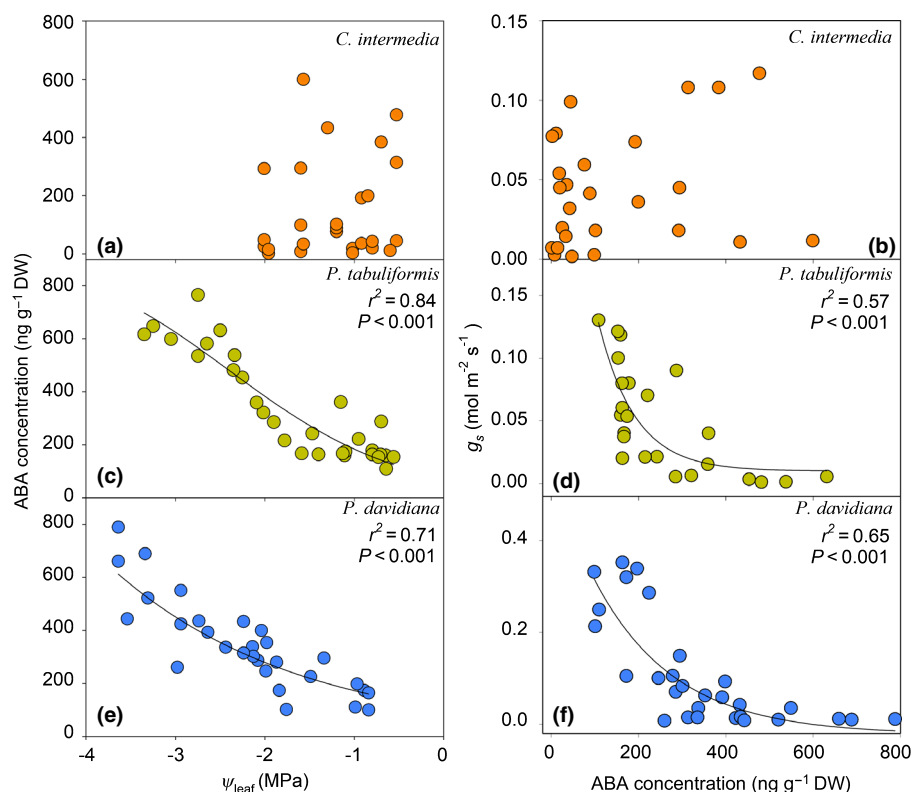 800
600
400
200
0
C. intermedia
(a)
0.15
0.10
0.05
0.00
C. intermedia
(b)
ABA concentration (ng g⁻¹ DW)
800
600
400
200
0
P. tabuliformis
r² = 0.84
P < 0.001
(c)
gₛ (mol m⁻² s⁻¹)
0.15
0.10
0.05
0.00
P. tabuliformis
r² = 0.57
P < 0.001
(d)
800
600
400
200
0
P. davidiana
r² = 0.71
P < 0.001
(e)
-4 -3 -2 -1 0
ψleaf (MPa)
0.4
0.2
0.0
P. davidiana
r² = 0.65
P < 0.001
(f)
0 200 400 600 800
ABA concentration (ng g⁻¹ DW)